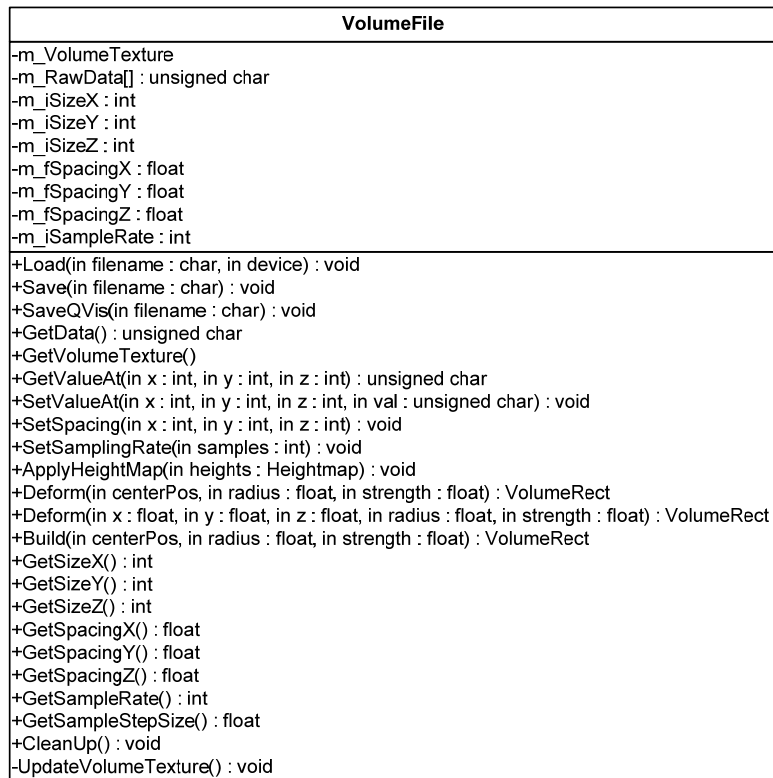 VolumeFile
-m_VolumeTexture
-m_RawData[] : unsigned char
-m_iSizeX : int
-m_iSizeY : int
-m_iSizeZ : int
-m_fSpacingX : float
-m_fSpacingY : float
-m_fSpacingZ : float
-m_iSampleRate : int
+Load(in filename : char, in device) : void
+Save(in filename : char) : void
+SaveQVis(in filename : char) : void
+GetData() : unsigned char
+GetVolumeTexture()
+GetValueAt(in x : int, in y : int, in z : int) : unsigned char
+SetValueAt(in x : int, in y : int, in z : int, in val : unsigned char) : void
+SetSpacing(in x : int, in y : int, in z : int) : void
+SetSamplingRate(in samples : int) : void
+ApplyHeightMap(in heights : Heightmap) : void
+Deform(in centerPos, in radius : float, in strength : float) : VolumeRect
+Deform(in x : float, in y : float, in z : float, in radius : float, in strength : float) : VolumeRect
+Build(in centerPos, in radius : float, in strength : float) : VolumeRect
+GetSizeX() : int
+GetSizeY() : int
+GetSizeZ() : int
+GetSpacingX() : float
+GetSpacingY() : float
+GetSpacingZ() : float
+GetSampleRate() : int
+GetSampleStepSize() : float
+CleanUp() : void
-UpdateVolumeTexture() : void